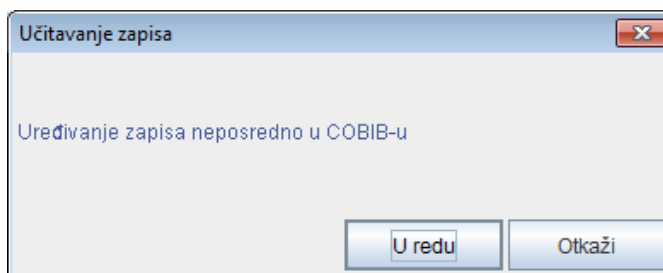 Učitavanje zapisa
Uređivanje zapisa neposredno u COBIB-u
U redu
Otkaži